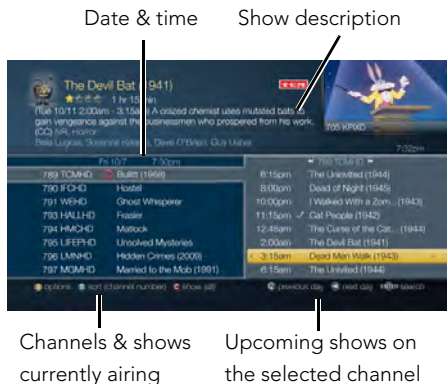 Date & time
Show description
The Devil Bat (1941)
1 hr 15 min
(Tue 10/11 2:00am - 3:15am) A crazed chemist uses mutated bats to
gain vengeance against the businessmen who prospered from his work.
(CC) NR, Horror
Bela Lugosi, Suzanne Kaaren, Dave O'Brien, Guy Usher
705 KPIXD
7:02pm
Fri 10/7 7:30pm
789 TCMHD
789 TCMHD Bullitt (1968)
790 IFCHD Hostel
791 WEHD Ghost Whisperer
793 HALLHD Frasier
794 HMCHD Matlock
795 LIFEPHD Unsolved Mysteries
796 LMNHD Hidden Crimes (2009)
797 MGMHD Married to the Mob (1991)
6:15pm The Uninvited (1944)
8:00pm Dead of Night (1945)
10:00pm I Walked With a Zom... (1943)
11:15pm Cat People (1942)
12:45am The Curse of the Cat... (1944)
2:00am The Devil Bat (1941)
3:15am Dead Men Walk (1943)
6:15am The Univited (1944)
A options B sort (channel number) C show (all)
previous day next day ENTER search
Channels & shows
currently airing
Upcoming shows on
the selected channel